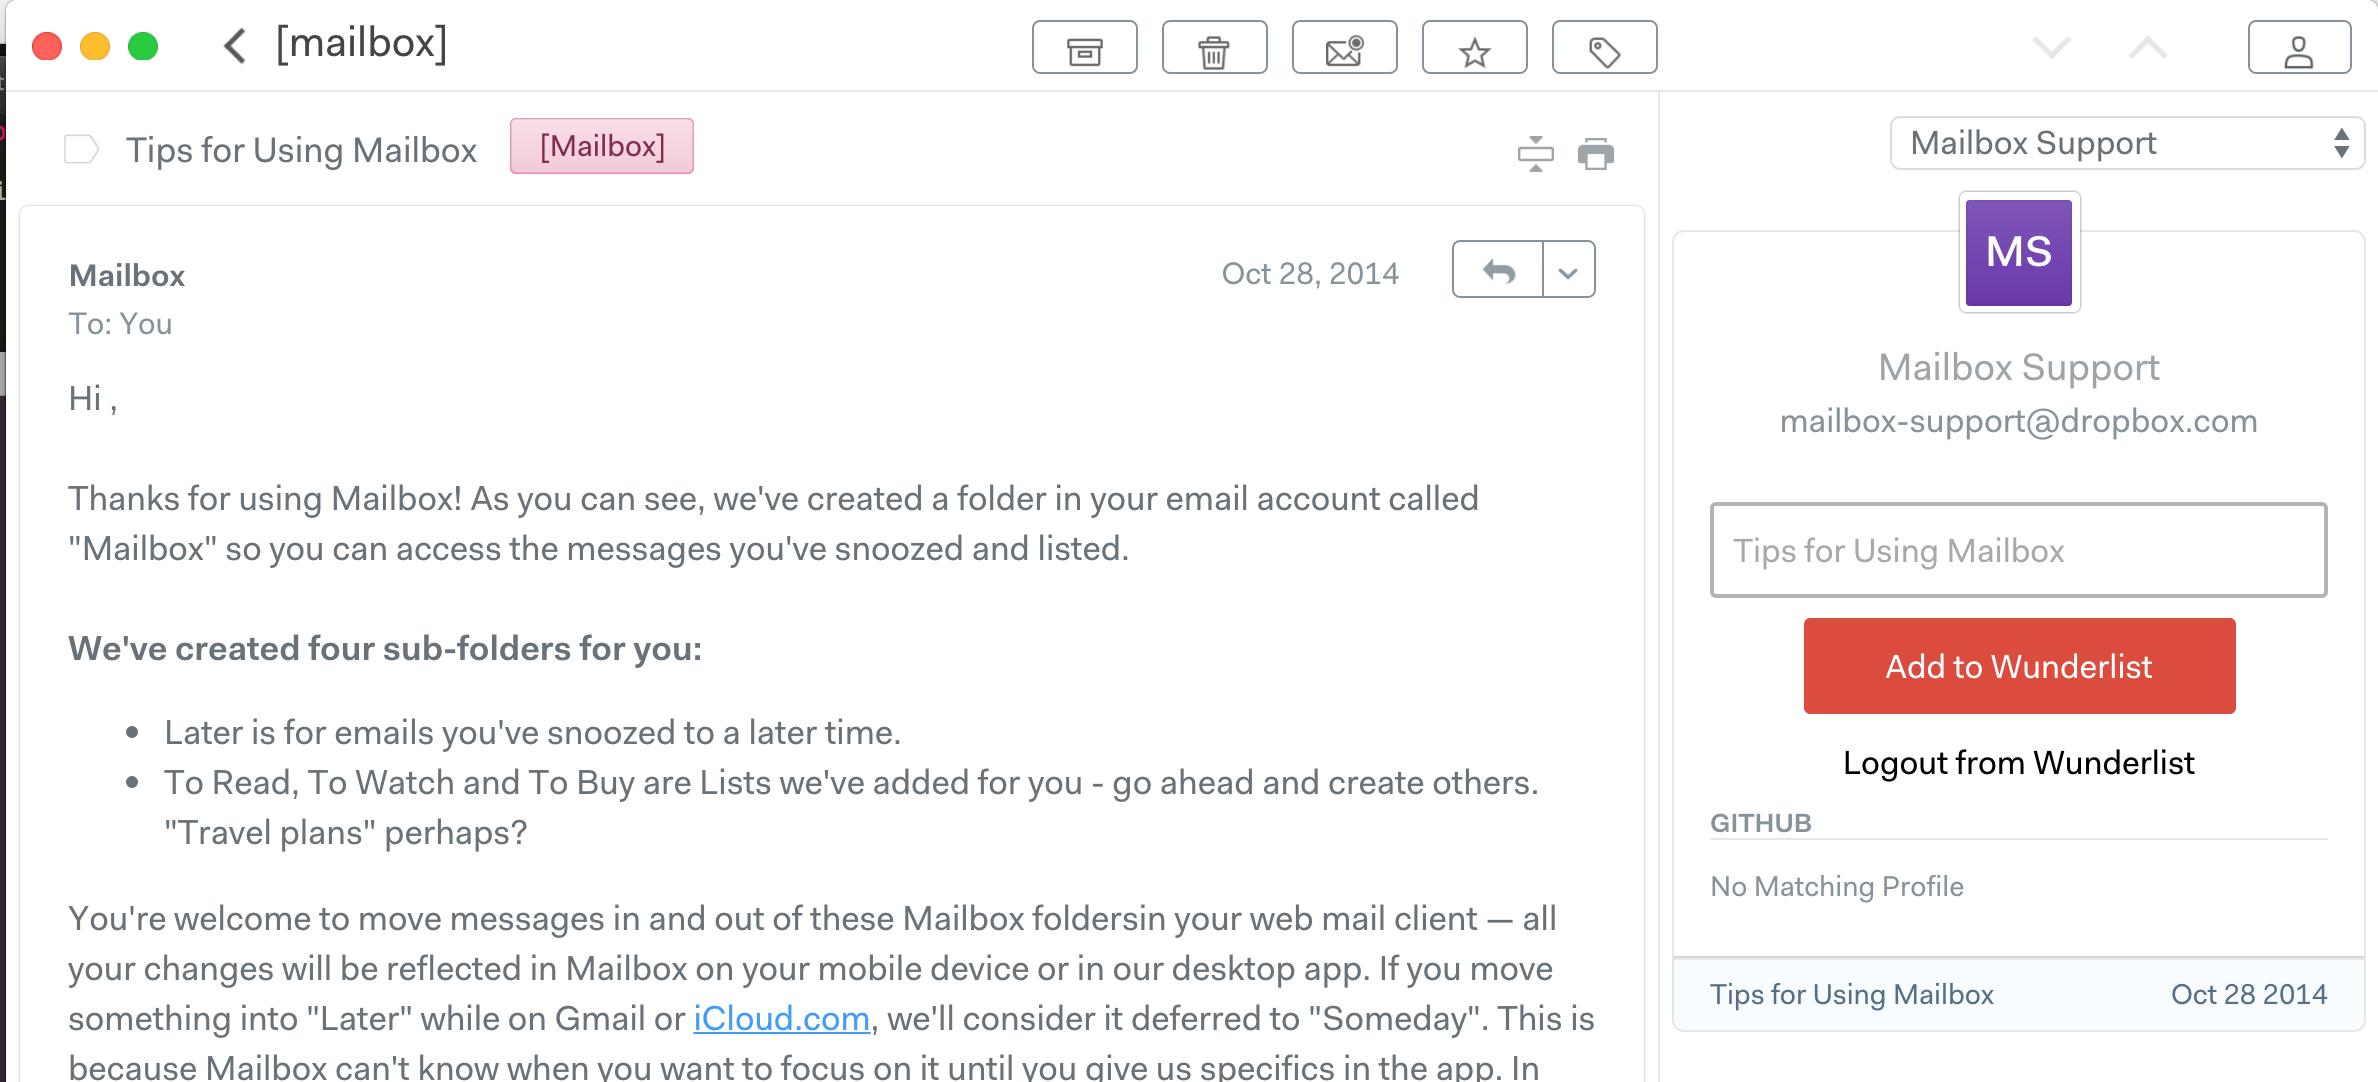 [mailbox]
Tips for Using Mailbox [Mailbox]
Mailbox
Oct 28, 2014
To: You
Hi ,
Thanks for using Mailbox! As you can see, we've created a folder in your email account called
"Mailbox" so you can access the messages you've snoozed and listed.
We've created four sub-folders for you:
• Later is for emails you've snoozed to a later time.
• To Read, To Watch and To Buy are Lists we've added for you - go ahead and create others.
"Travel plans" perhaps?
You're welcome to move messages in and out of these Mailbox foldersin your web mail client — all
your changes will be reflected in Mailbox on your mobile device or in our desktop app. If you move
something into "Later" while on Gmail or iCloud.com, we'll consider it deferred to "Someday". This is
because Mailbox can't know when you want to focus on it until you give us specifics in the app. In
Mailbox Support
MS
Mailbox Support
mailbox-support@dropbox.com
Tips for Using Mailbox
Add to Wunderlist
Logout from Wunderlist
GITHUB
No Matching Profile
Tips for Using Mailbox Oct 28 2014